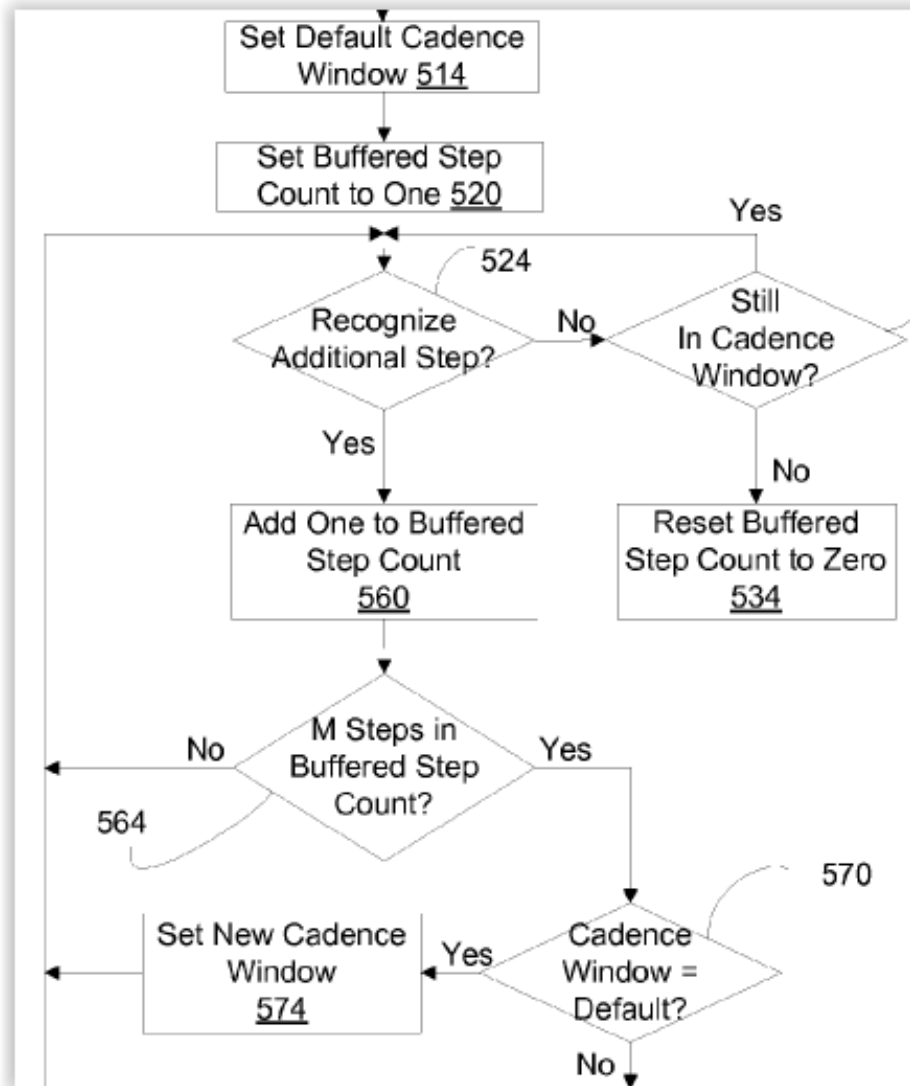 Set Default Cadence
Window 514
Set Buffered Step
Count to One 520
Yes
524
Recognize
Additional Step?
No
Still
In Cadence
Window?
Yes
No
Add One to Buffered
Step Count
560
Reset Buffered
Step Count to Zero
534
No
M Steps in
Buffered Step
Count?
Yes
564
570
Set New Cadence
Window
574
Yes
Cadence
Window =
Default?
No